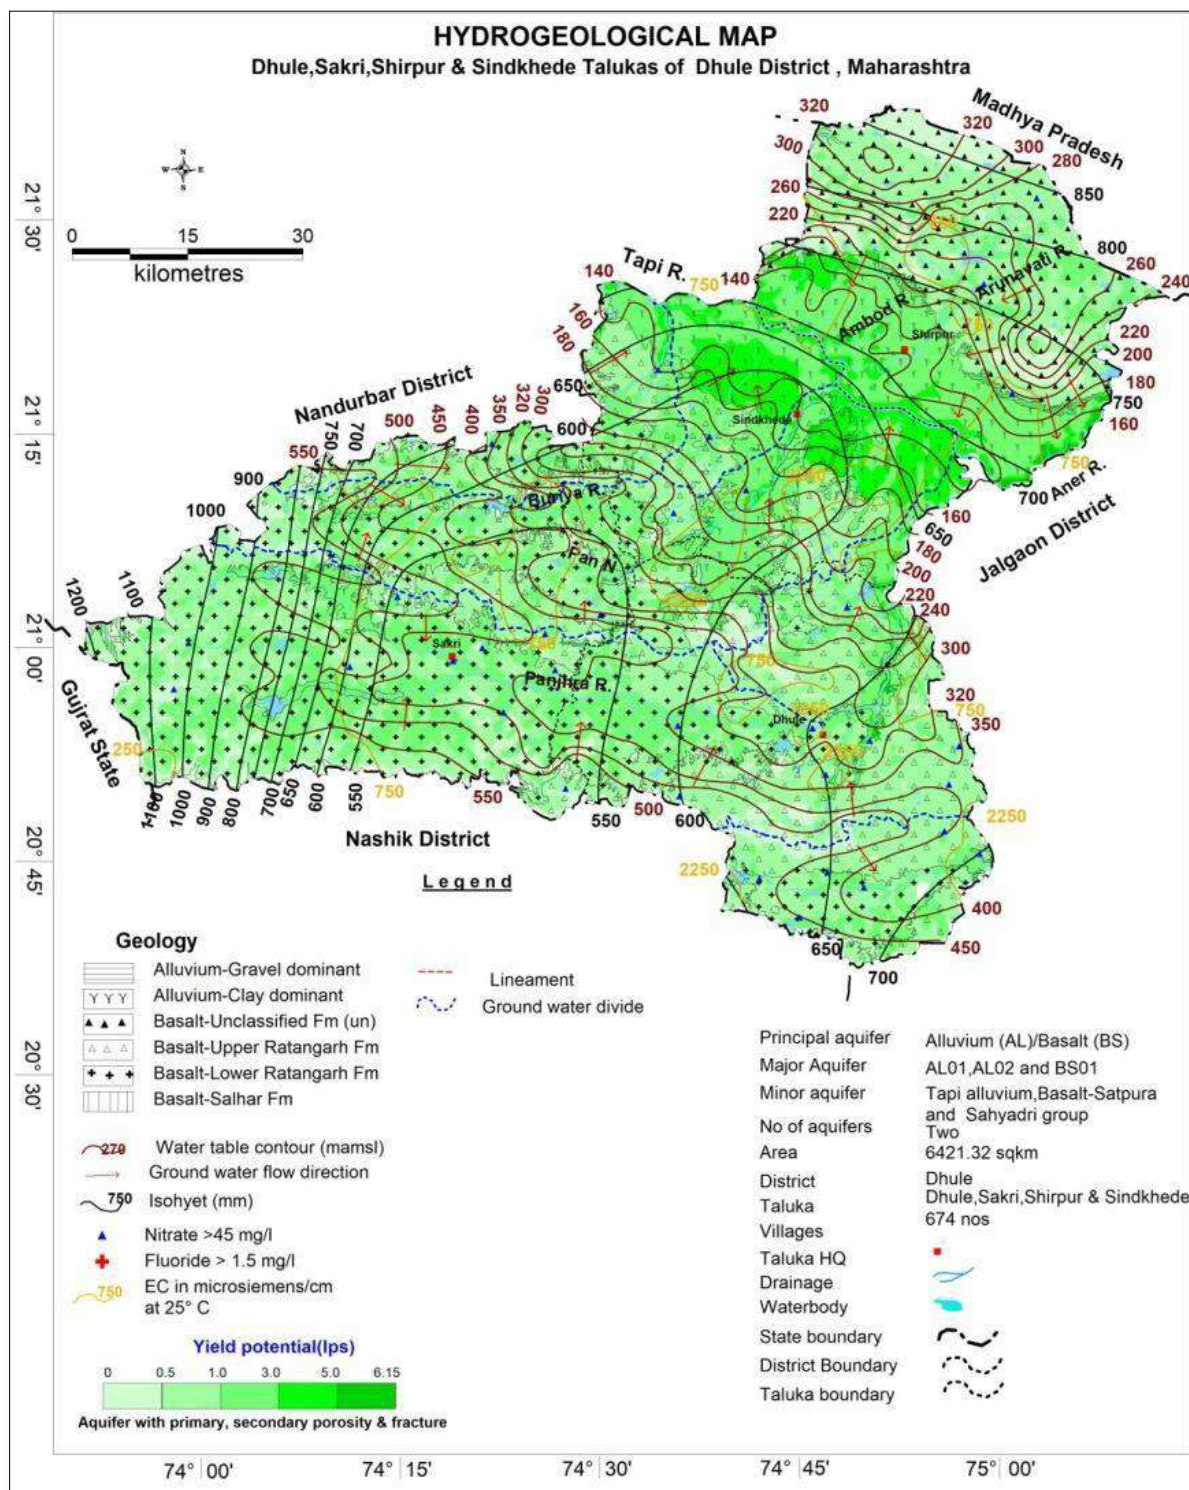 HYDROGEOLOGICAL MAP
Dhule,Sakri,Shirpur & Sindkhede Talukas of Dhule District , Maharashtra
N
W E
S
0 15 30
kilometres
21° 30'
21° 15'
21° 00'
20° 45'
20° 30'
Madhya Pradesh
320
320
300
300
280
260
220
850
800
260
240
220
200
180
750
160
750
700
Aner R.
Jalgaon District
Tapi R.
140
750
140
160
180
Ambod R.
Arunavati R.
Shirpur
Sindkhede
Nandurbar District
650
600
300
320
350
400
450
500
700
750
550
900
1000
1100
1200
Buriya R.
Pan N
Sakri
Panjhra R.
750
Dhule
160
650
180
200
220
240
300
320
750
350
2250
2250
400
450
700
650
600
500
550
550
750
550
600
650
700
800
900
1000
1100
250
Gujrat State
Nashik District
Legend
Geology
Alluvium-Gravel dominant
Alluvium-Clay dominant
Basalt-Unclassified Fm (un)
Basalt-Upper Ratangarh Fm
Basalt-Lower Ratangarh Fm
Basalt-Salhar Fm
Lineament
Ground water divide
270 Water table contour (mamsl)
Ground water flow direction
750 Isohyet (mm)
Nitrate >45 mg/l
Fluoride > 1.5 mg/l
750 EC in microsiemens/cm
at 25° C
Yield potential(lps)
0 0.5 1.0 3.0 5.0 6.15
Aquifer with primary, secondary porosity & fracture
Principal aquifer Alluvium (AL)/Basalt (BS)
Major Aquifer AL01,AL02 and BS01
Minor aquifer Tapi alluvium,Basalt-Satpura
and Sahyadri group
No of aquifers Two
Area 6421.32 sqkm
District Dhule
Taluka Dhule,Sakri,Shirpur & Sindkhede
Villages 674 nos
Taluka HQ
Drainage
Waterbody
State boundary
District Boundary
Taluka boundary
74° 00' 74° 15' 74° 30' 74° 45' 75° 00'